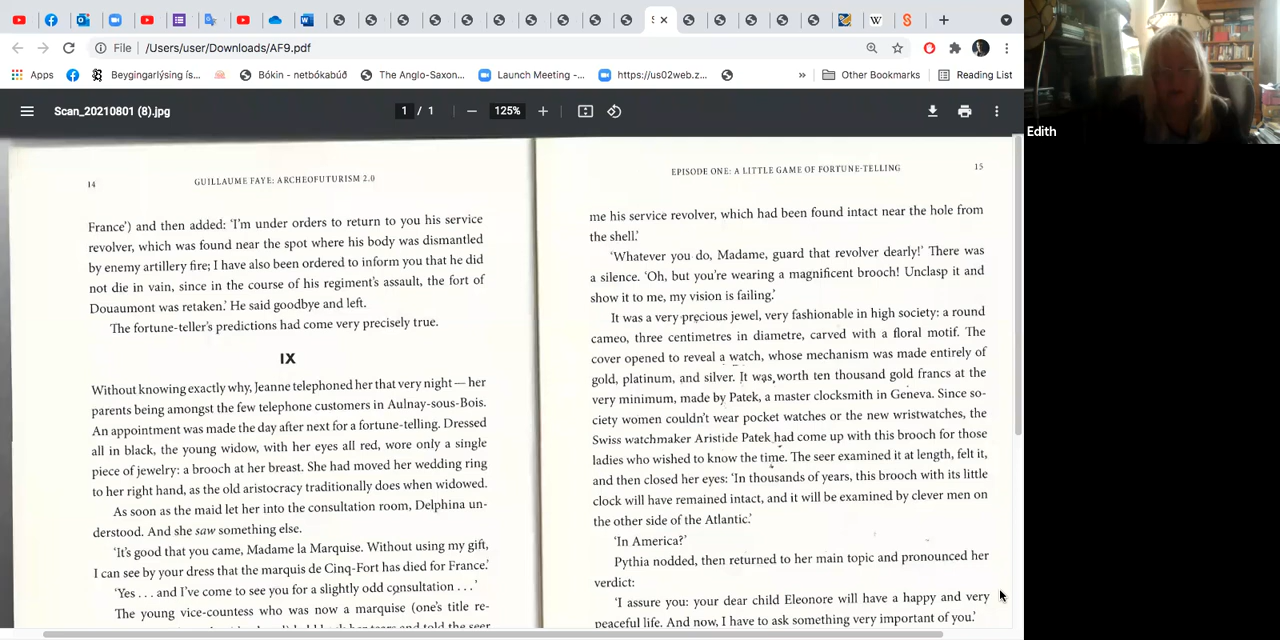 File /Users/user/Downloads/AF9.pdf
Apps Beygingarlýsing ís... Bókin - netbókabúð The Anglo-Saxon... Launch Meeting -... https://us02web.z... » Other Bookmarks Reading List
Scan_20210801 (8).jpg 1 / 1 125%
Edith
14 GUILLAUME FAYE: ARCHEOFUTURISM 2.0
France’) and then added: ‘I’m under orders to return to you his service
revolver, which was found near the spot where his body was dismantled
by enemy artillery fire; I have also been ordered to inform you that he did
not die in vain, since in the course of his regiment’s assault, the fort of
Douaumont was retaken.’ He said goodbye and left.
The fortune-teller’s predictions had come very precisely true.
IX
Without knowing exactly why, Jeanne telephoned her that very night — her
parents being amongst the few telephone customers in Aulnay-sous-Bois.
An appointment was made the day after next for a fortune-telling. Dressed
all in black, the young widow, with her eyes all red, wore only a single
piece of jewelry: a brooch at her breast. She had moved her wedding ring
to her right hand, as the old aristocracy traditionally does when widowed.
As soon as the maid let her into the consultation room, Delphina un-
derstood. And she saw something else.
‘It’s good that you came, Madame la Marquise. Without using my gift,
I can see by your dress that the marquis de Cinq-Fort has died for France.’
‘Yes . . . and I’ve come to see you for a slightly odd consultation . . .’
The young vice-countess who was now a marquise (one’s title re-
EPISODE ONE: A LITTLE GAME OF FORTUNE-TELLING 15
me his service revolver, which had been found intact near the hole from
the shell.’
‘Whatever you do, Madame, guard that revolver dearly!’ There was
a silence. ‘Oh, but you’re wearing a magnificent brooch! Unclasp it and
show it to me, my vision is failing.’
It was a very precious jewel, very fashionable in high society: a round
cameo, three centimetres in diametre, carved with a floral motif. The
cover opened to reveal a watch, whose mechanism was made entirely of
gold, platinum, and silver. It was worth ten thousand gold francs at the
very minimum, made by Patek, a master clocksmith in Geneva. Since so-
ciety women couldn’t wear pocket watches or the new wristwatches, the
Swiss watchmaker Aristide Patek had come up with this brooch for those
ladies who wished to know the time. The seer examined it at length, felt it,
and then closed her eyes: ‘In thousands of years, this brooch with its little
clock will have remained intact, and it will be examined by clever men on
the other side of the Atlantic.’
‘In America?’
Pythia nodded, then returned to her main topic and pronounced her
verdict:
‘I assure you: your dear child Eleonore will have a happy and very
peaceful life. And now, I have to ask something very important of you.’